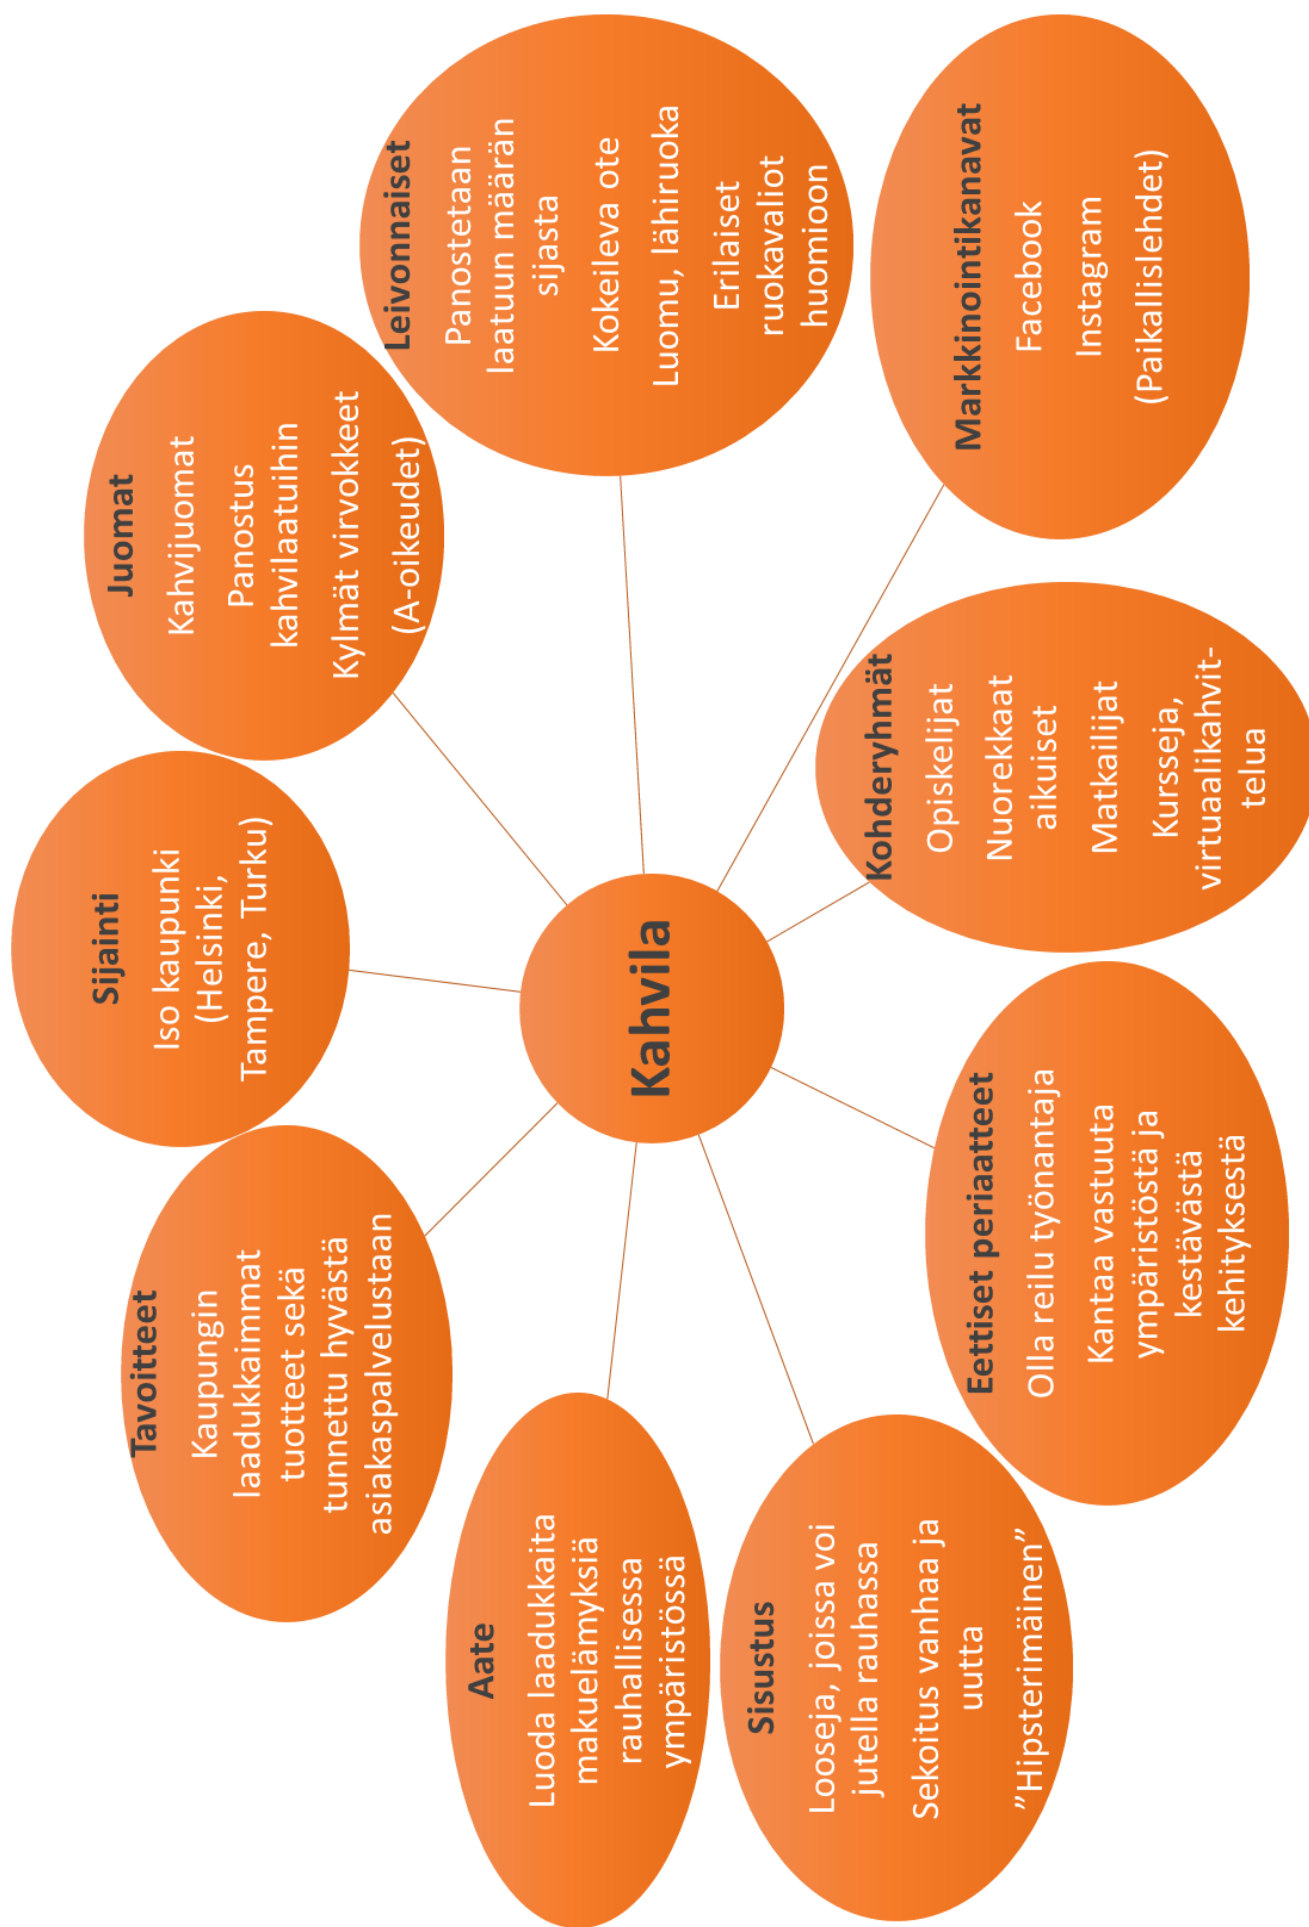 Kahvila
Sijainti
Iso kaupunki
(Helsinki,
Tampere, Turku)
Juomat
Kahvijuomat
Panostus
kahvilaatuihin
Kylmät virvokkeet
(A-oikeudet)
Leivonnaiset
Panostetaan
laatuun määrän
sijasta
Kokeileva ote
Luomu, lähiruoka
Erilaiset
ruokavaliot
huomioon
Markkinointikanavat
Facebook
Instagram
(Paikallislehdet)
Kohderyhmät
Opiskelijat
Nuorekkaat
aikuiset
Matkailijat
Kursseja,
virtuaalikahvit-
telua
Eettiset periaatteet
Olla reilu työnantaja
Kantaa vastuuta
ympäristöstä ja
kestävästä
kehityksestä
Sisustus
Looseja, joissa voi
jutella rauhassa
Sekoitus vanhaa ja
uutta
”Hipsterimäinen”
Aate
Luoda laadukkaita
makuelämyksiä
rauhallisessa
ympäristössä
Tavoitteet
Kaupungin
laadukkaimmat
tuotteet sekä
tunnettu hyvästä
asiakaspalvelustaan